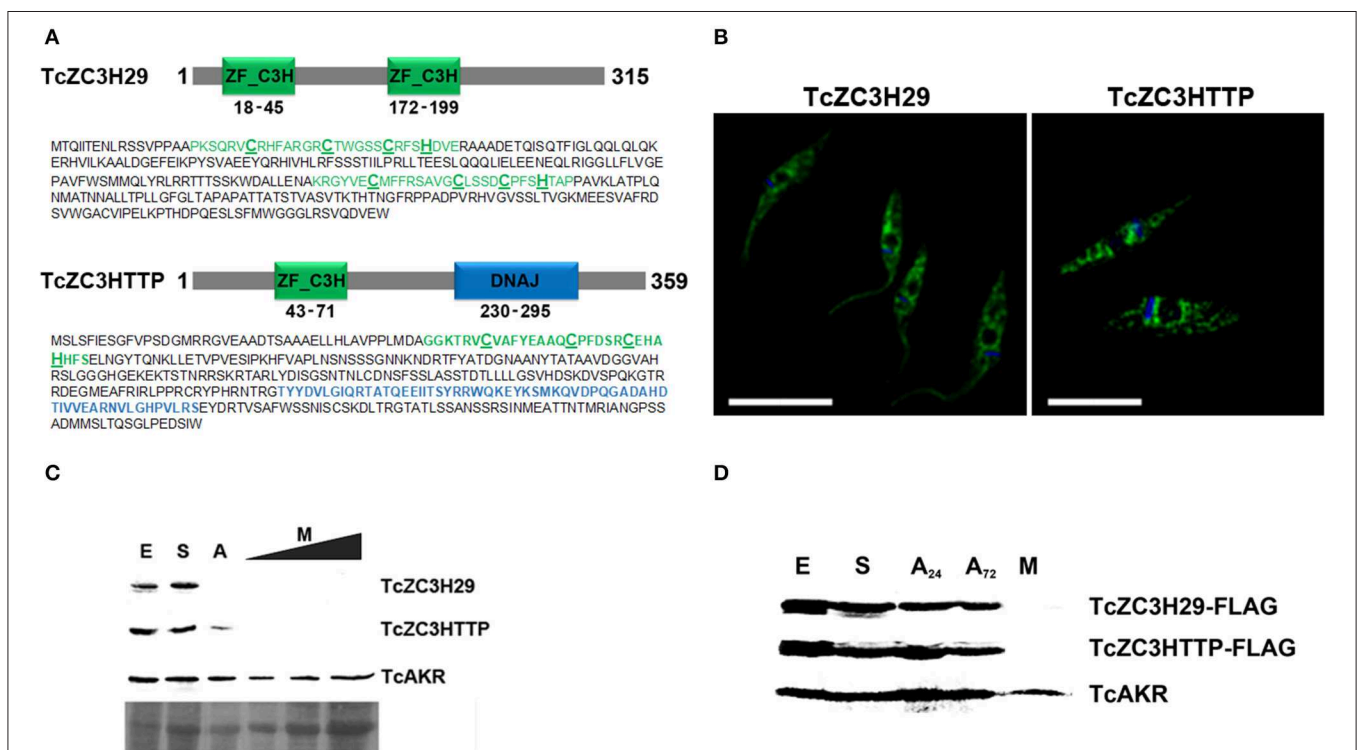 A
TcZC3H29 1 ZF_C3H ZF_C3H 315
18-45 172-199
MTQIITENLRSSVPPAAPKSQRVCRHFARGRCTWGSSCRFSHDVERAAADETQISQTFIGLQQLQLQK
ERHVILKAALDGEFEIKPYSVAEEYQRHIVHLRFSSSTIILPRLLTEESLQQQLIELEENEQLRIGGLLFLVGE
PAVFWSMMQLYRLRRTTTSSKWDALLENAKRGYVECMFFRSAVGCLSSDCPFSHTAPPAVKLATPLQ
NMATNNALLTPLLGFGLTAPAPATTATSTVASVTKTHTNGFRPPADPVRHVGVSSLTVGKMEESVAFRD
SVWGACVIPELKPTHDPQESLSFMWGGGLRSVQDVEW
TcZC3HTTP 1 ZF_C3H DNAJ 359
43-71 230-295
MSLSFIESGFVPSDGMRRGVEAADTSAAAELLHLAVPPLMDAGGKTRVCVAFYEAAQCPFDSRCEHA
HHFSELNGYTQNKLLETVPVESIPKHFVAPLNSNSSSGNNKNDRTFYATDGNAANYTATAAVDGGVAH
RSLGGGHGEKEKTSTNRRSKRTARLYDISGSNTNLCDNSFSSLASSTDTLLLLGSVHDSKDVSPQKGTR
RDEGMEAFRIRLPPRCRYPHRNTRGTYYDVLGIQRTATQEEIITSYRRWQKEYKSMKQVDPQGADAHD
TIVVEARNVLGHPVLRSEYDRTVSAFWSSNISCSKDLTRGTATLSSANSSRSINMEATTNTMRIANGPSS
ADMMSLTQSGLPEDSIW
B
TcZC3H29 TcZC3HTTP
C
M
E S A
TcZC3H29
TcZC3HTTP
TcAKR
D
E S A24 A72 M
TcZC3H29-FLAG
TcZC3HTTP-FLAG
TcAKR